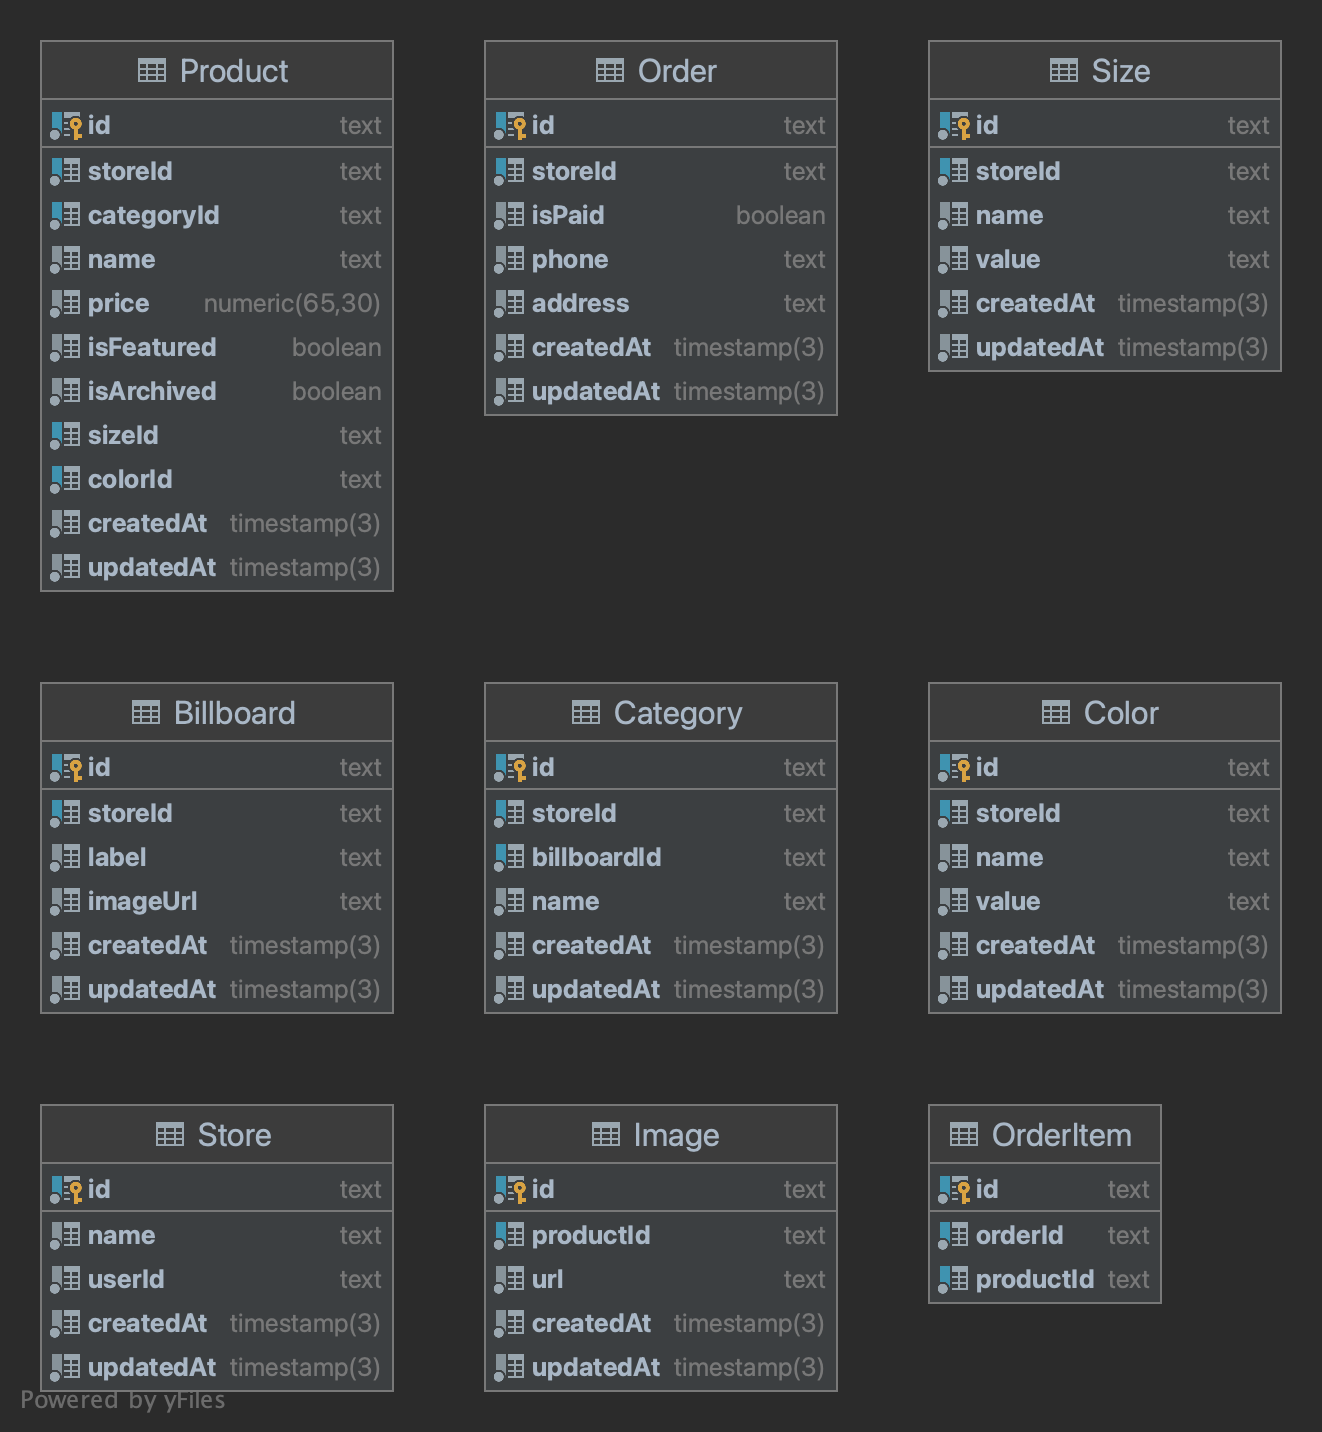 Product
id text
storeId text
categoryId text
name text
price numeric(65,30)
isFeatured boolean
isArchived boolean
sizeId text
colorId text
createdAt timestamp(3)
updatedAt timestamp(3)
Order
id text
storeId text
isPaid boolean
phone text
address text
createdAt timestamp(3)
updatedAt timestamp(3)
Size
id text
storeId text
name text
value text
createdAt timestamp(3)
updatedAt timestamp(3)
Billboard
id text
storeId text
label text
imageUrl text
createdAt timestamp(3)
updatedAt timestamp(3)
Category
id text
storeId text
billboardId text
name text
createdAt timestamp(3)
updatedAt timestamp(3)
Color
id text
storeId text
name text
value text
createdAt timestamp(3)
updatedAt timestamp(3)
Store
id text
name text
userId text
createdAt timestamp(3)
updatedAt timestamp(3)
Image
id text
productId text
url text
createdAt timestamp(3)
updatedAt timestamp(3)
OrderItem
id text
orderId text
productId text
Powered by yFiles